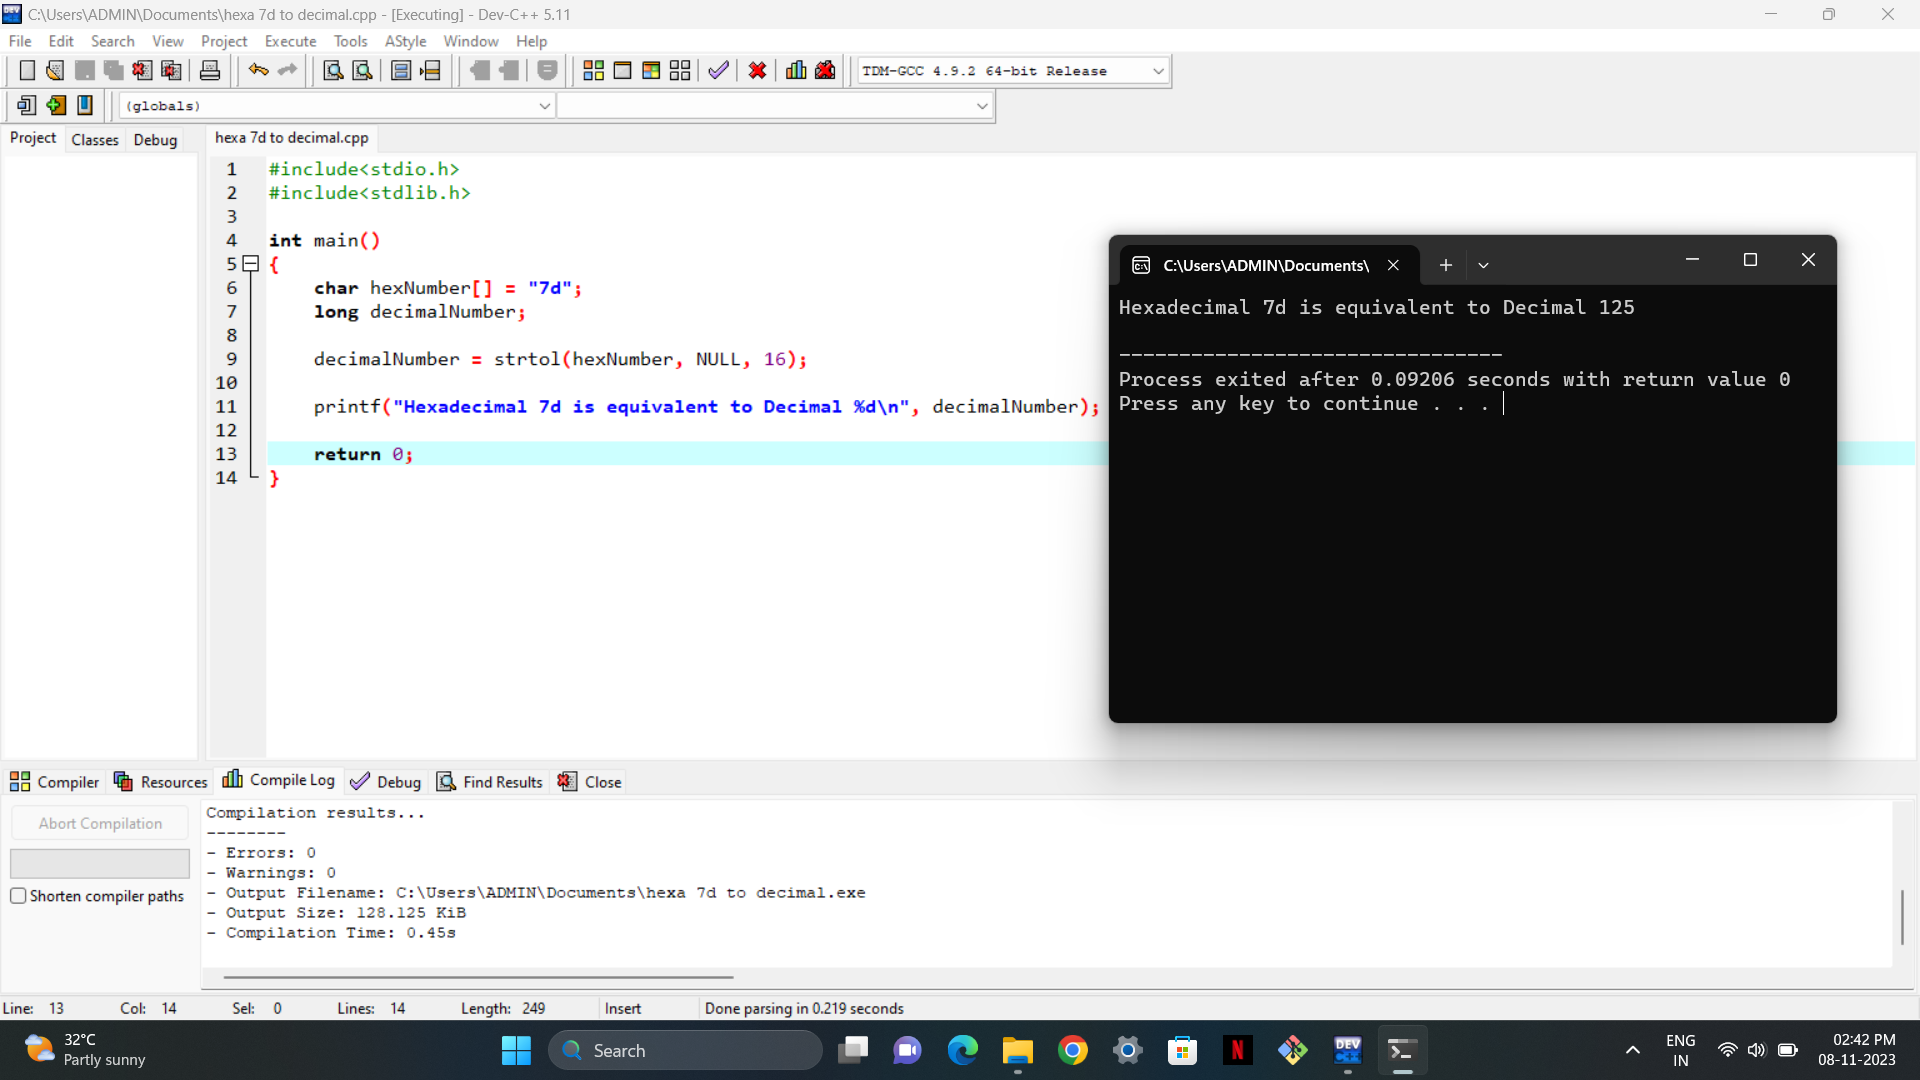 C:\Users\ADMIN\Documents\hexa 7d to decimal.cpp - [Executing] - Dev-C++ 5.11
File Edit Search View Project Execute Tools AStyle Window Help
TDM-GCC 4.9.2 64-bit Release
(globals)
Project Classes Debug
hexa 7d to decimal.cpp
1 #include<stdio.h>
2 #include<stdlib.h>
3
4 int main()
5 {
6 char hexNumber[] = "7d";
7 long decimalNumber;
8
9 decimalNumber = strtol(hexNumber, NULL, 16);
10
11 printf("Hexadecimal 7d is equivalent to Decimal %d\n", decimalNumber);
12
13 return 0;
14 }
C:\Users\ADMIN\Documents\
Hexadecimal 7d is equivalent to Decimal 125
--------------------------------
Process exited after 0.09206 seconds with return value 0
Press any key to continue . . .
Compiler Resources Compile Log Debug Find Results Close
Abort Compilation
Shorten compiler paths
Compilation results...
--------
- Errors: 0
- Warnings: 0
- Output Filename: C:\Users\ADMIN\Documents\hexa 7d to decimal.exe
- Output Size: 128.125 KiB
- Compilation Time: 0.45s
Line: 13 Col: 14 Sel: 0 Lines: 14 Length: 249 Insert Done parsing in 0.219 seconds
32°C
Partly sunny
Search
DEV
C++
ENG
IN
02:42 PM
08-11-2023